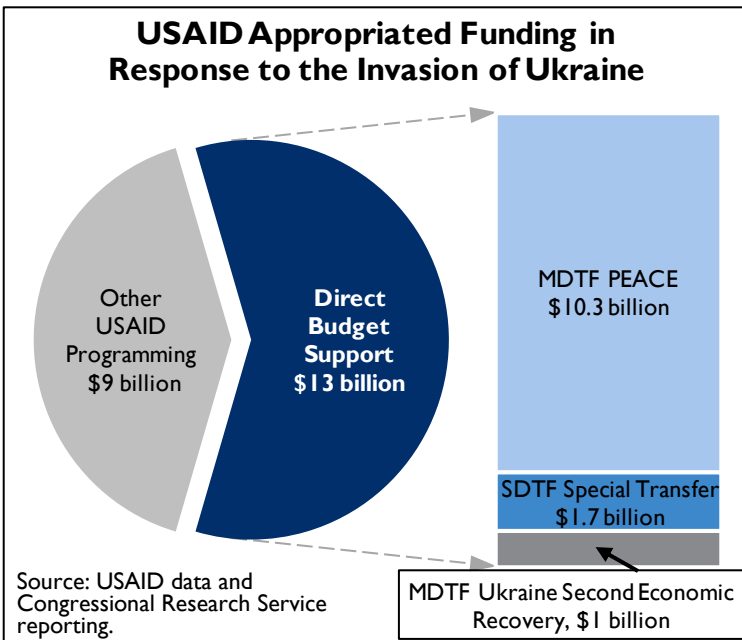 USAID Appropriated Funding in
Response to the Invasion of Ukraine
Other
USAID
Programming
$9 billion
Direct
Budget
Support
$13 billion
MDTF PEACE
$10.3 billion
SDTF Special Transfer
$1.7 billion
MDTF Ukraine Second Economic
Recovery, $1 billion
Source: USAID data and
Congressional Research Service
reporting.